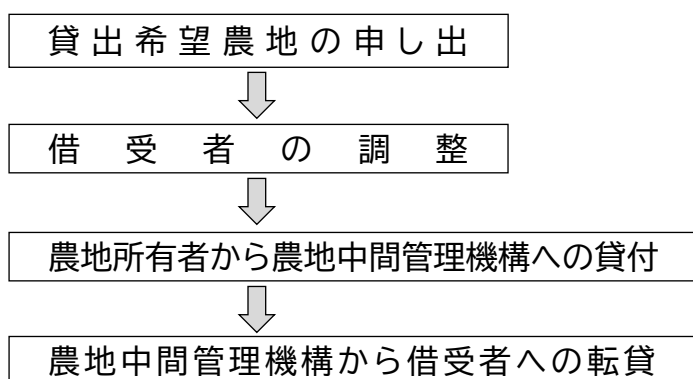 貸出希望農地の申し出
借受者の調整
農地所有者から農地中間管理機構への貸付
農地中間管理機構から借受者への転貸